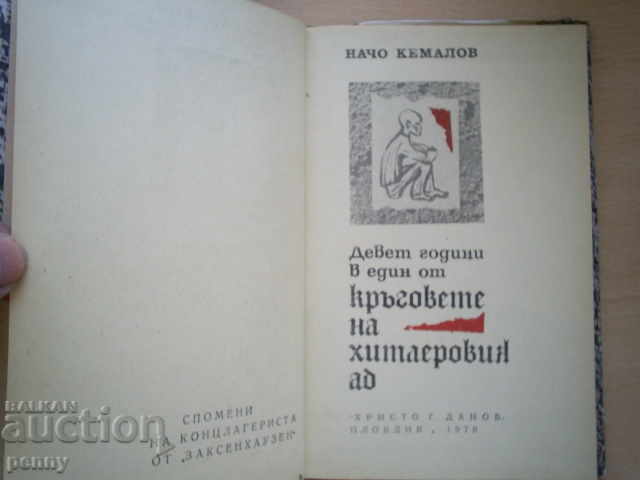 СПОМЕНИ
НА КОНЦЛАГЕРИСТА
ОТ „ЗАКСЕНХАУЗЕН“
НАЧО КЕМАЛОВ
Девет години
в един от
кръговете
на
хитлеровия
ад
„ХРИСТО Г. ДАНОВ“
ПЛОВДИВ, 1978
BALKAN
auction
penny